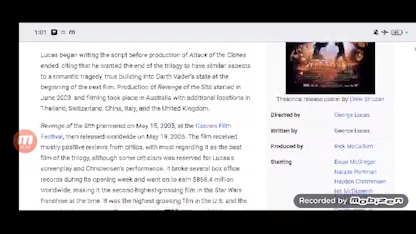 1:01
Lucas began writing the script before production of Attack of the Clones
ended, citing that he wanted the end of the trilogy to have similar aspects
to a romantic tragedy, thus building into Darth Vader's state at the
beginning of the next film. Production of Revenge of the Sith started in
June 2003 and filming took place in Australia with additional locations in
Thailand, Switzerland, China, Italy, and the United Kingdom.
Revenge of the Sith premiered on May 15, 2005, at the Cannes Film
Festival, then released worldwide on May 19, 2005. The film received
mostly positive reviews from critics, with most regarding it as the best
film of the trilogy, although some criticism was reserved for Lucas's
screenplay and Christensen's performance. It broke several box office
records during its opening week and went on to earn $868.4 million
worldwide, making it the second-highest-grossing film in the Star Wars
franchise at the time. It was the highest grossing film in the U.S. and the
Theatrical release poster by Drew Struzan
Directed by George Lucas
Written by George Lucas
Produced by Rick McCallum
Starring Ewan McGregor
Natalie Portman
Hayden Christensen
Ian McDiarmid
Recorded by mobizen